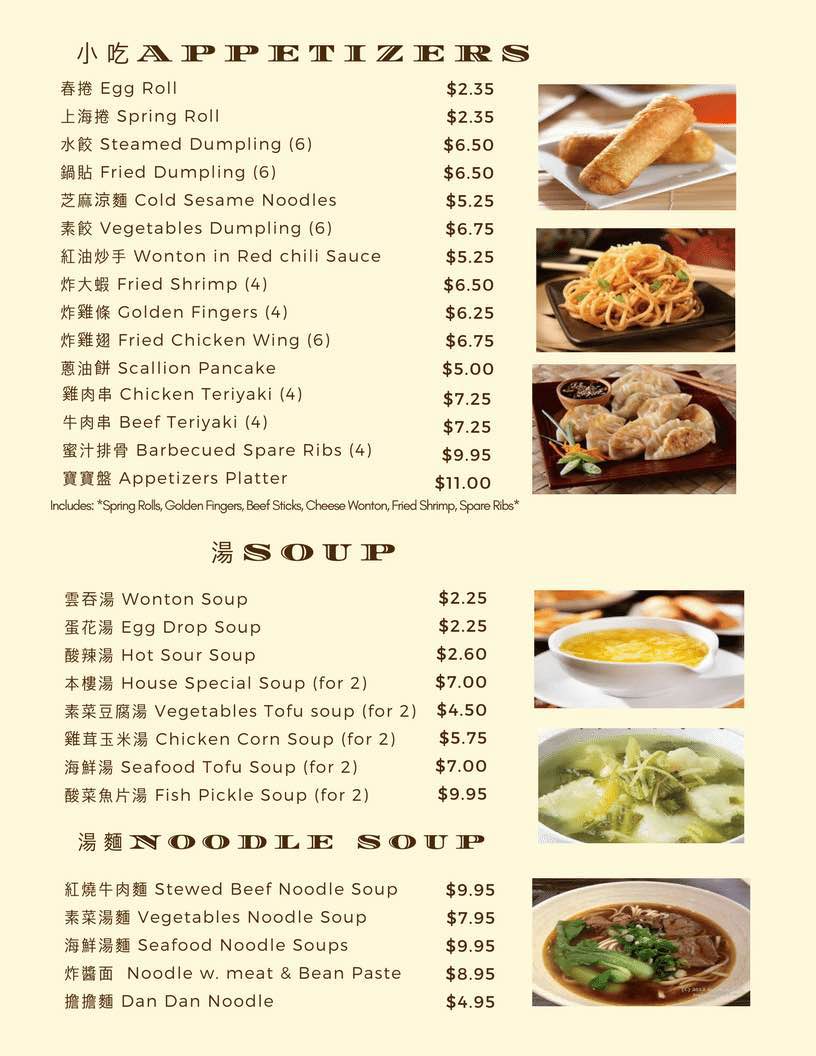 小吃 APPETIZERS
春捲 Egg Roll $2.35
上海捲 Spring Roll $2.35
水餃 Steamed Dumpling (6) $6.50
鍋貼 Fried Dumpling (6) $6.50
芝麻涼麵 Cold Sesame Noodles $5.25
素餃 Vegetables Dumpling (6) $6.75
紅油炒手 Wonton in Red chili Sauce $5.25
炸大蝦 Fried Shrimp (4) $6.50
炸雞條 Golden Fingers (4) $6.25
炸雞翅 Fried Chicken Wing (6) $6.75
蔥油餅 Scallion Pancake $5.00
雞肉串 Chicken Teriyaki (4) $7.25
牛肉串 Beef Teriyaki (4) $7.25
蜜汁排骨 Barbecued Spare Ribs (4) $9.95
寶寶盤 Appetizers Platter $11.00
Includes: *Spring Rolls, Golden Fingers, Beef Sticks, Cheese Wonton, Fried Shrimp, Spare Ribs*
湯 SOUP
雲吞湯 Wonton Soup $2.25
蛋花湯 Egg Drop Soup $2.25
酸辣湯 Hot Sour Soup $2.60
本樓湯 House Special Soup (for 2) $7.00
素菜豆腐湯 Vegetables Tofu soup (for 2) $4.50
雞茸玉米湯 Chicken Corn Soup (for 2) $5.75
海鮮湯 Seafood Tofu Soup (for 2) $7.00
酸菜魚片湯 Fish Pickle Soup (for 2) $9.95
湯麵 NOODLE SOUP
紅燒牛肉麵 Stewed Beef Noodle Soup $9.95
素菜湯麵 Vegetables Noodle Soup $7.95
海鮮湯麵 Seafood Noodle Soups $9.95
炸醬面 Noodle w. meat & Bean Paste $8.95
擔擔麵 Dan Dan Noodle $4.95